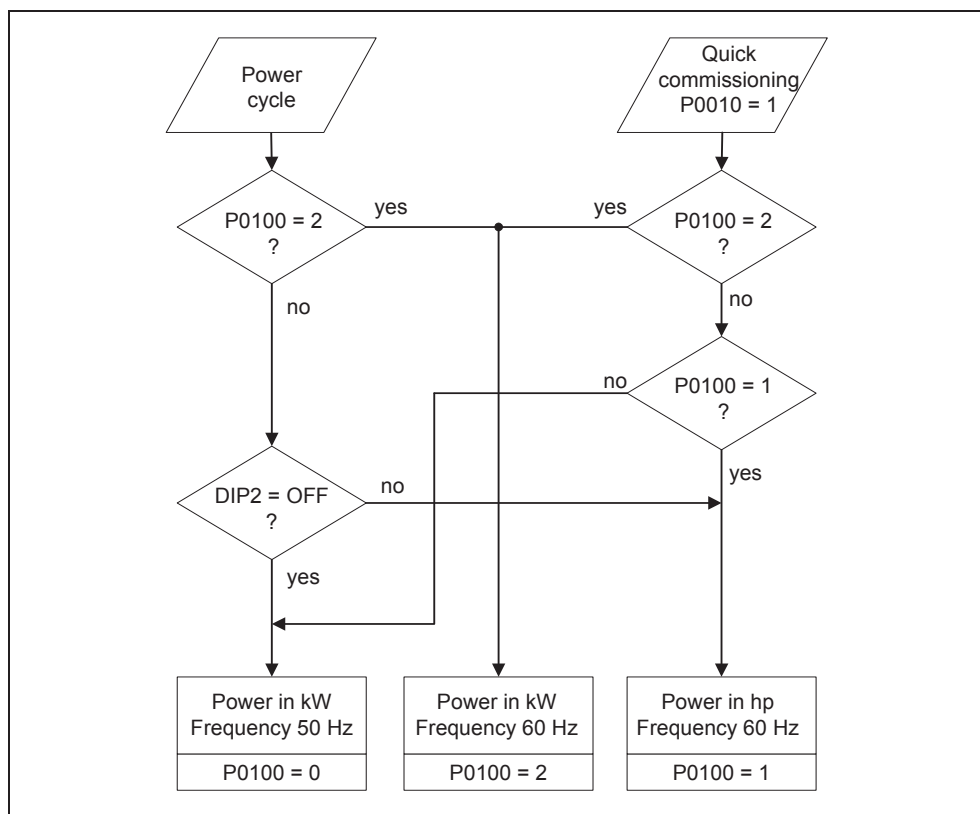 Power
cycle
Quick
commissioning
P0010 = 1
P0100 = 2
?
yes
yes
P0100 = 2
?
no
no
no
P0100 = 1
?
DIP2 = OFF
?
no
yes
yes
Power in kW
Frequency 50 Hz
P0100 = 0
Power in kW
Frequency 60 Hz
P0100 = 2
Power in hp
Frequency 60 Hz
P0100 = 1